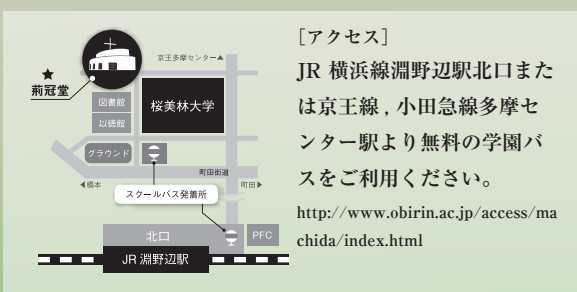 京王多摩センター▲
★
荊冠堂
図書館
以徳館
桜美林大学
グラウンド
町田街道
◀橋本
町田▶
スクールバス発着所
北口
PFC
JR 淵野辺駅
［アクセス］
JR 横浜線淵野辺駅北口また
は京王線 , 小田急線多摩セ
ンター駅より無料の学園バ
スをご利用ください。
http://www.obirin.ac.jp/access/ma
chida/index.html